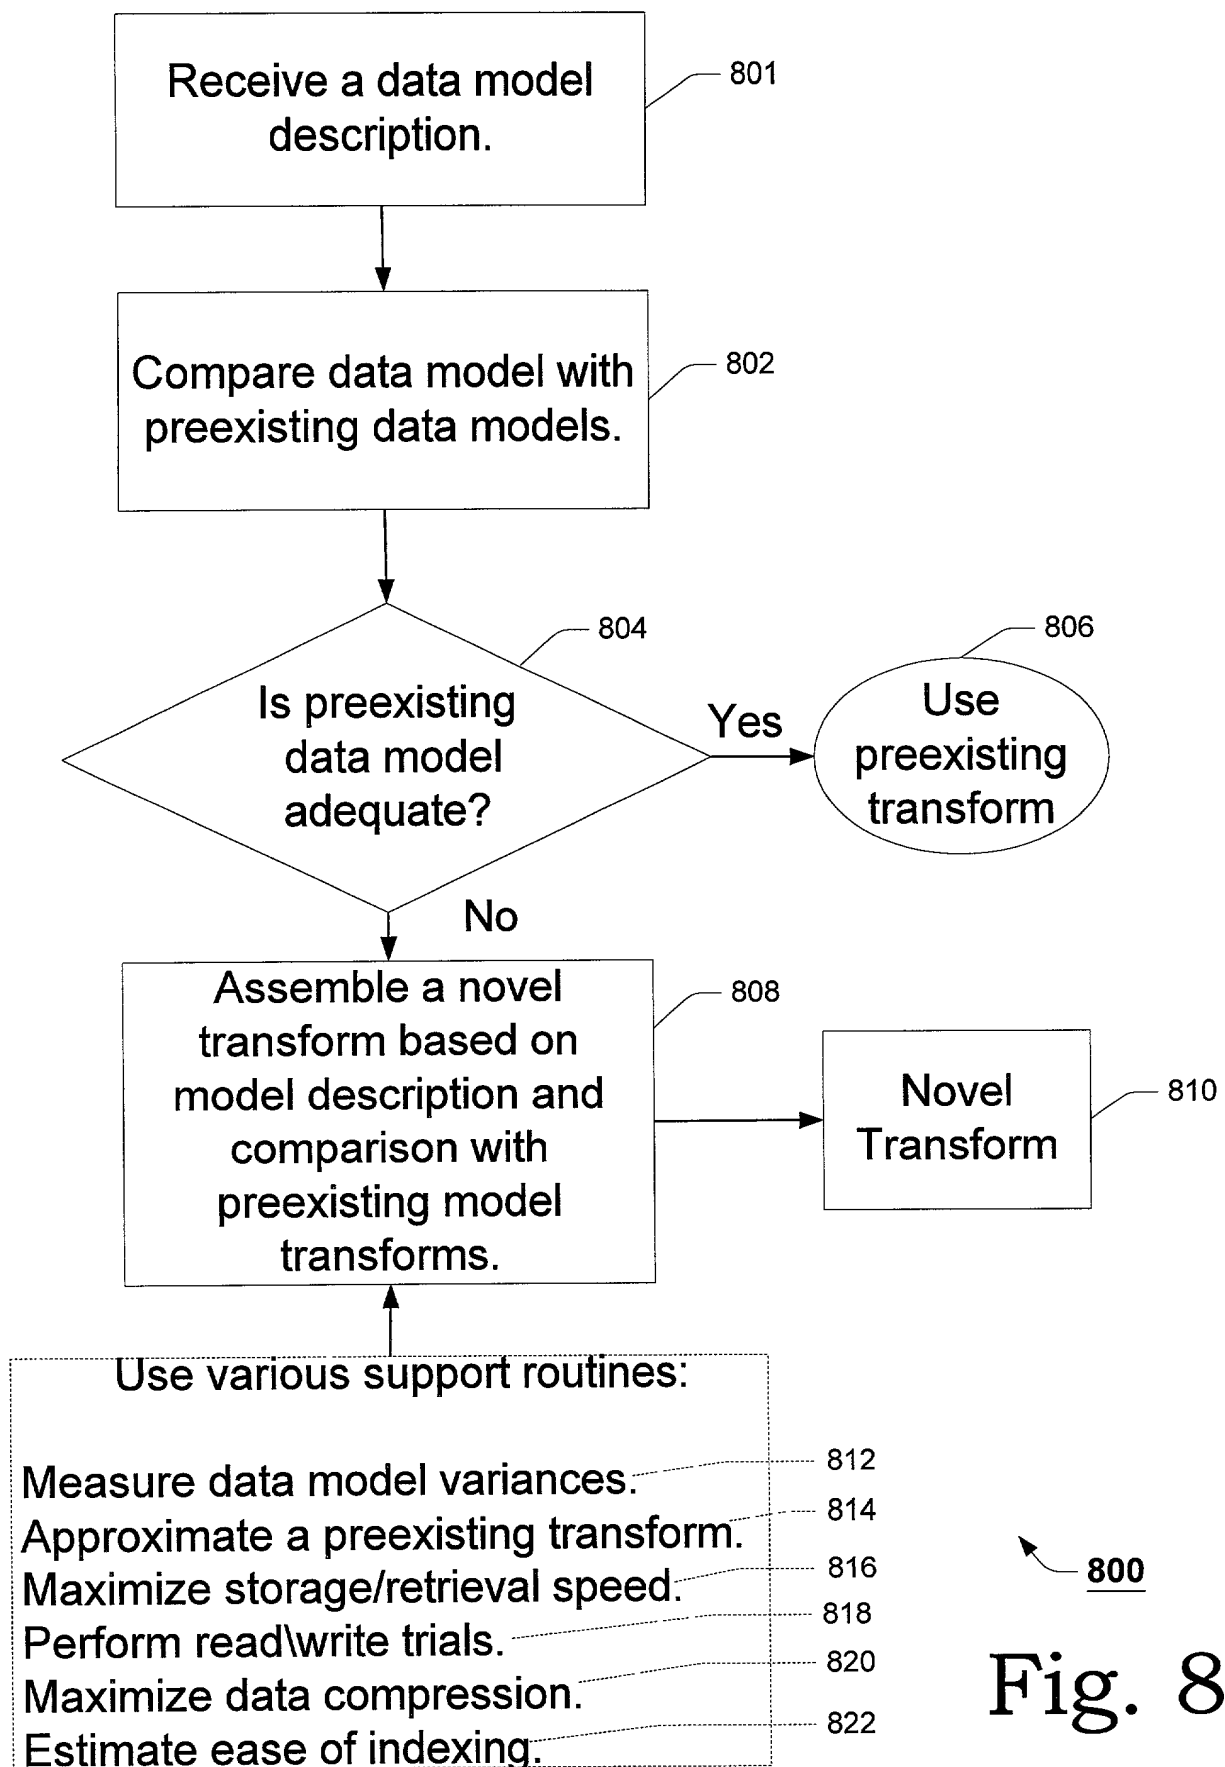 Receive a data model
description.
801
Compare data model with
preexisting data models.
802
Is preexisting
data model
adequate?
804
Yes
Use
preexisting
transform
806
No
Assemble a novel
transform based on
model description and
comparison with
preexisting model
transforms.
808
Novel
Transform
810
Use various support routines:
Measure data model variances. 812
Approximate a preexisting transform. 814
Maximize storage/retrieval speed. 816
Perform read\write trials. 818
Maximize data compression. 820
Estimate ease of indexing. 822
800
Fig. 8